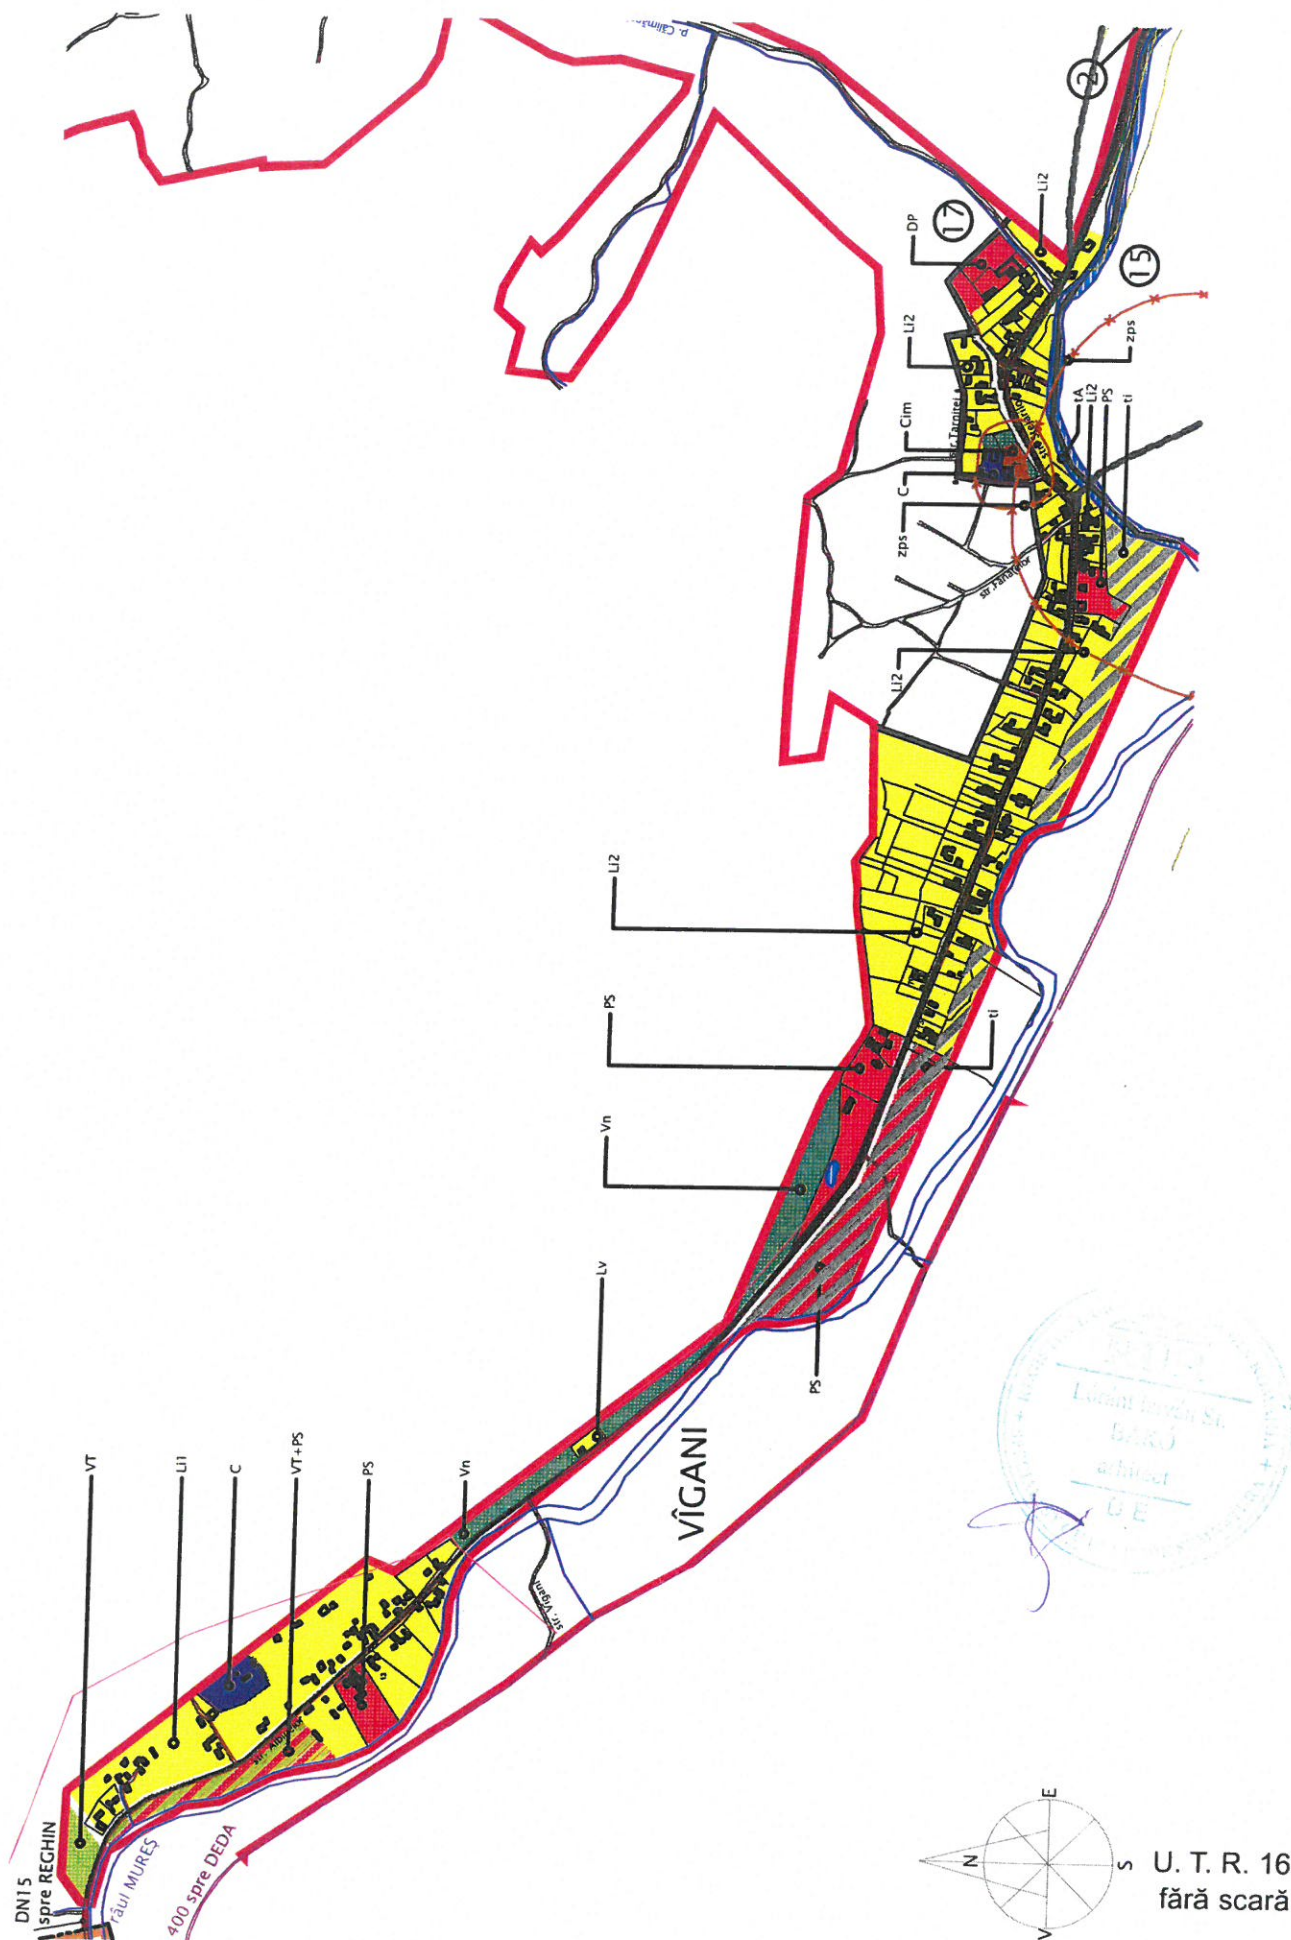 p. Călimăn
2
17
Li2
DP
15
Li2
zps
str. Tarniței
Cim
C
zps
tA
Li2
PS
ti
Li2
Li2
PS
ti
Vn
Lv
PS
VÎGANI
VT
Li1
C
VT+PS
PS
Vn
str. Vîgani
DN15
spre REGHIN
râul MUREȘ
400 spre DEDA
BAKO
arhitect
N
E
S
V
U. T. R. 16
fără scară